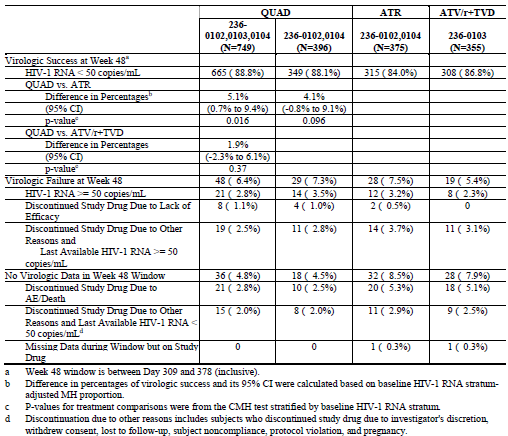 QUAD ATR ATV/r+TVD
236-0102,103,0104 (N=749) 236-0102,0104 (N=396) 236-0102,0104 (N=375) 236-0103 (N=355)
Virologic Success at Week 48a
HIV-1 RNA < 50 copies/mL 665 ( 88.8%) 349 ( 88.1%) 315 ( 84.0%) 308 ( 86.8%)
QUAD vs. ATR
Difference in Percentagesb 5.1% 4.1%
(95% CI) (0.7% to 9.4%) (-0.8% to 9.1%)
p-valuec 0.016 0.096
QUAD vs. ATV/r+TVD
Difference in Percentages 1.9%
(95% CI) (-2.3% to 6.1%)
p-valuec 0.37
Virologic Failure at Week 48 48 ( 6.4%) 29 ( 7.3%) 28 ( 7.5%) 19 ( 5.4%)
HIV-1 RNA >= 50 copies/mL 21 ( 2.8%) 14 ( 3.5%) 12 ( 3.2%) 8 ( 2.3%)
Discontinued Study Drug Due to Lack of 8 ( 1.1%) 4 ( 1.0%) 2 ( 0.5%) 0
Efficacy
Discontinued Study Drug Due to Other 19 ( 2.5%) 11 ( 2.8%) 14 ( 3.7%) 11 ( 3.1%)
Reasons and
Last Available HIV-1 RNA >= 50
copies/mL
No Virologic Data in Week 48 Window 36 ( 4.8%) 18 ( 4.5%) 32 ( 8.5%) 28 ( 7.9%)
Discontinued Study Drug Due to 21 ( 2.8%) 10 ( 2.5%) 20 ( 5.3%) 18 ( 5.1%)
AE/Death
Discontinued Study Drug Due to Other 15 ( 2.0%) 8 ( 2.0%) 11 ( 2.9%) 9 ( 2.5%)
Reasons and Last Available HIV-1 RNA <
50 copies/mLd
Missing Data during Window but on Study 0 0 1 ( 0.3%) 1 ( 0.3%)
Drug
a Week 48 window is between Day 309 and 378 (inclusive).
b Difference in percentages of virologic success and its 95% CI were calculated based on baseline HIV-1 RNA stratum-
adjusted MH proportion.
c P-values for treatment comparisons were from the CMH test stratified by baseline HIV-1 RNA stratum.
d Discontinuation due to other reasons includes subjects who discontinued study drug due to investigator's discretion,
withdrew consent, lost to follow-up, subject noncompliance, protocol violation, and pregnancy.